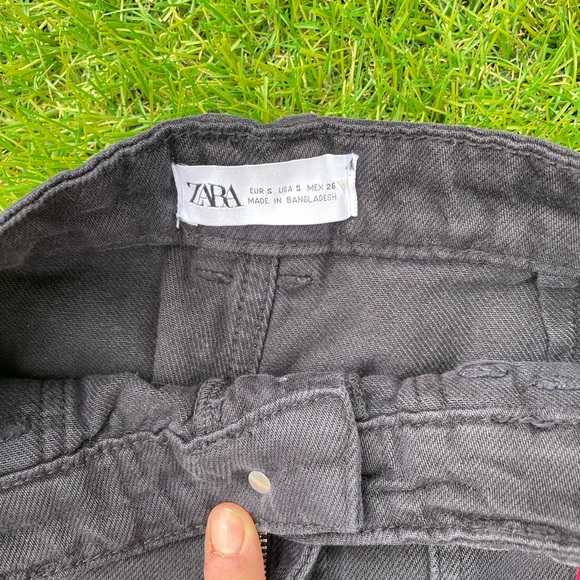 ZARA
EUR S USA S MEX 26
MADE IN BANGLADESH